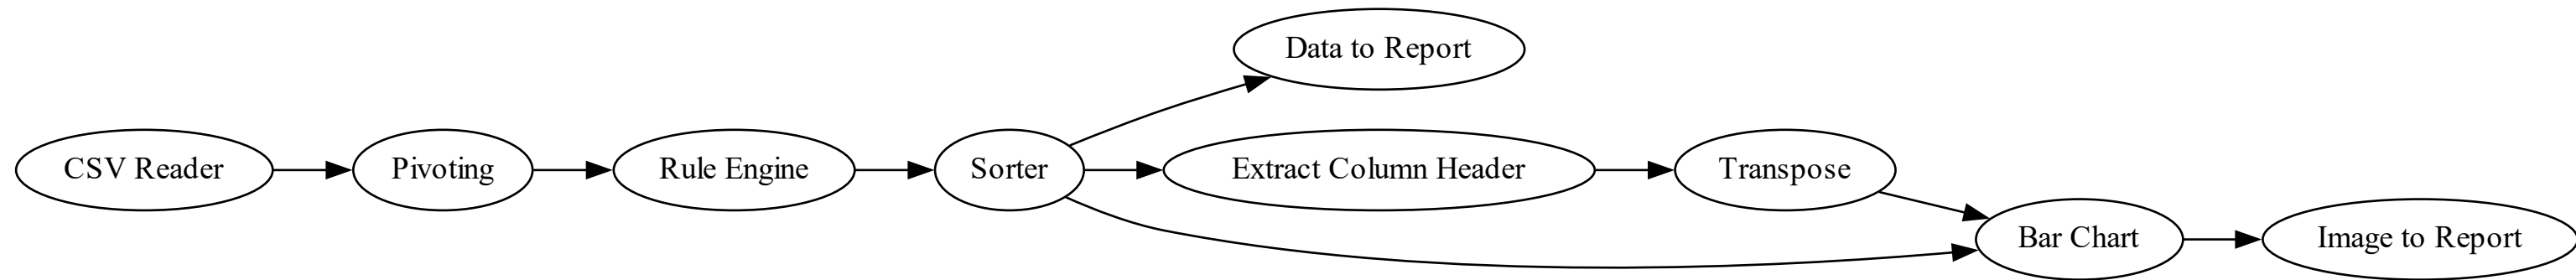 Data to Report
CSV Reader
Pivoting
Rule Engine
Sorter
Extract Column Header
Transpose
Bar Chart
Image to Report